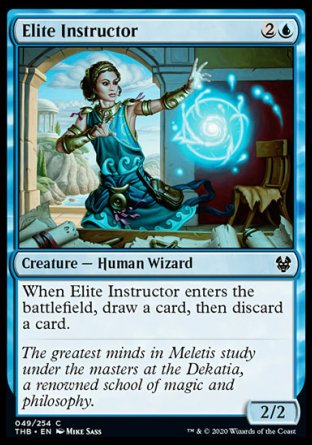 Elite Instructor 2
Creature — Human Wizard
When Elite Instructor enters the
battlefield, draw a card, then discard
a card.
The greatest minds in Meletis study
under the masters at the Dekatia,
a renowned school of magic and
philosophy.
2/2
049/254 C
THB • EN MIKE SASS
™ & © 2020 Wizards of the Coast